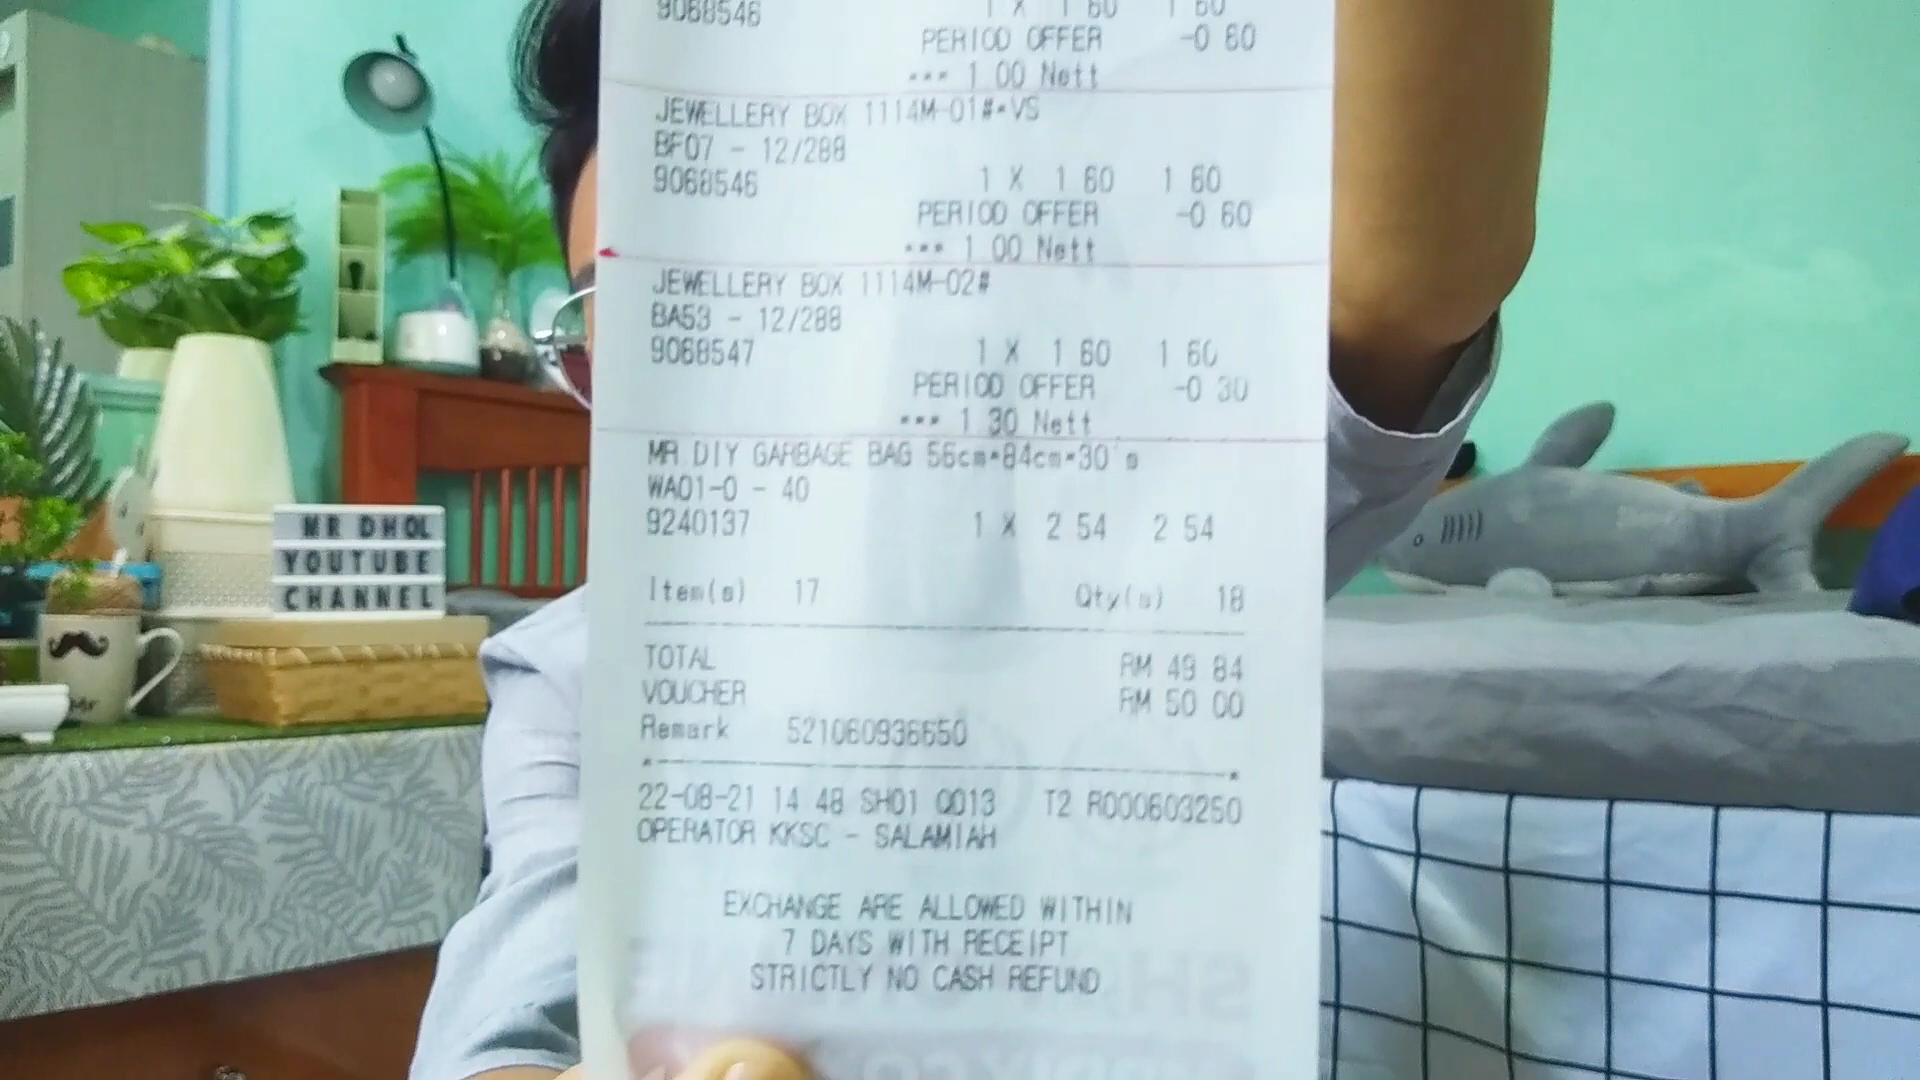 9068546 1 X 1 60 1 60
PERIOD OFFER -0 60
*** 1 00 Nett
JEWELLERY BOX 1114M-01#*VS
BF07 - 12/288
9068546 1 X 1 60 1 60
PERIOD OFFER -0 60
*** 1 00 Nett
JEWELLERY BOX 1114M-02#
BA53 - 12/288
9068547 1 X 1 60 1 60
PERIOD OFFER -0 30
*** 1 30 Nett
MR DIY GARBAGE BAG 56cm*84cm*30's
WA01-0 - 40
9240137 1 X 2 54 2 54
Item(s) 17 Qty(s) 18
TOTAL RM 49 84
VOUCHER RM 50 00
Remark 521060936650
22-08-21 14 48 SH01 Q013 T2 R000603250
OPERATOR KKSC - SALAMIAH
EXCHANGE ARE ALLOWED WITHIN
7 DAYS WITH RECEIPT
STRICTLY NO CASH REFUND
MR DHOL
YOUTUBE
CHANNEL
Mr